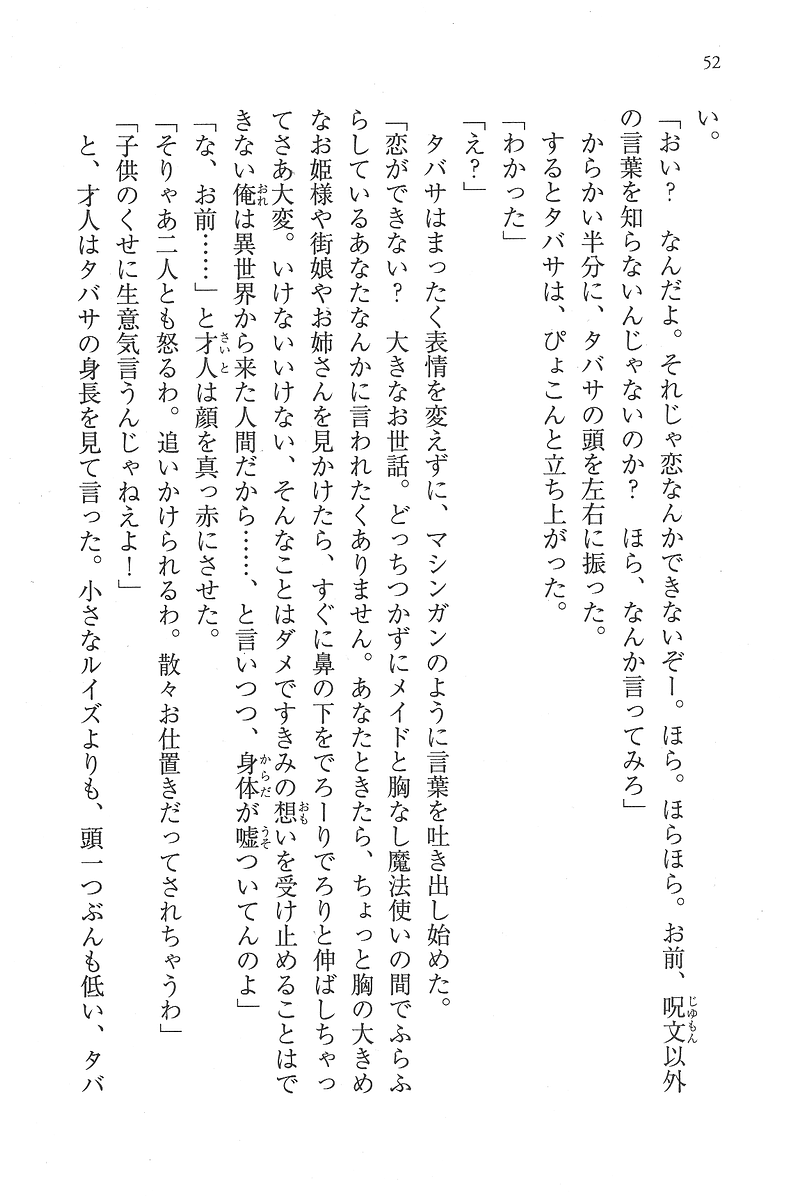 52
い。
「おい？　なんだよ。それじゃ恋なんかできないぞー。ほら。ほらほら。お前、呪文以外
の言葉を知らないんじゃないのか？　ほら、なんか言ってみろ」
からかい半分に、タバサの頭を左右に振った。
するとタバサは、ぴょこんと立ち上がった。
「わかった」
「え？」
タバサはまったく表情を変えずに、マシンガンのように言葉を吐き出し始めた。
「恋ができない？　大きなお世話。どっちつかずにメイドと胸なし魔法使いの間でふらふ
らしているあなたなんかに言われたくありません。あなたときたら、ちょっと胸の大きめ
なお姫様や街娘やお姉さんを見かけたら、すぐに鼻の下をでろーりでろりと伸ばしちゃっ
てさあ大変。いけないいけない、そんなことはダメですきみの想いを受け止めることはで
きない俺は異世界から来た人間だから……、と言いつつ、身体が嘘ついてんのよ」
「な、お前……」と才人は顔を真っ赤にさせた。
「そりゃあ二人とも怒るわ。追いかけられるわ。散々お仕置きだってされちゃうわ」
「子供のくせに生意気言うんじゃねえよ！」
と、才人はタバサの身長を見て言った。小さなルイズよりも、頭一つぶんも低い、タバ